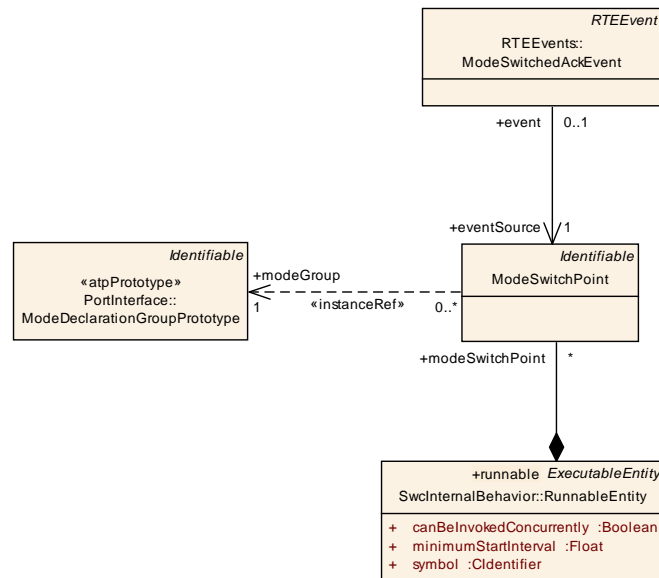 RTEEvent
RTEEvents::
ModeSwitchedAckEvent
+event 0..1
+eventSource 1
Identifiable
«atpPrototype»
PortInterface::
ModeDeclarationGroupPrototype
+modeGroup
1 «instanceRef» 0..*
Identifiable
ModeSwitchPoint
+modeSwitchPoint *
+runnable ExecutableEntity
SwcInternalBehavior::RunnableEntity
+ canBeInvokedConcurrently :Boolean
+ minimumStartInterval :Float
+ symbol :CIdentifier